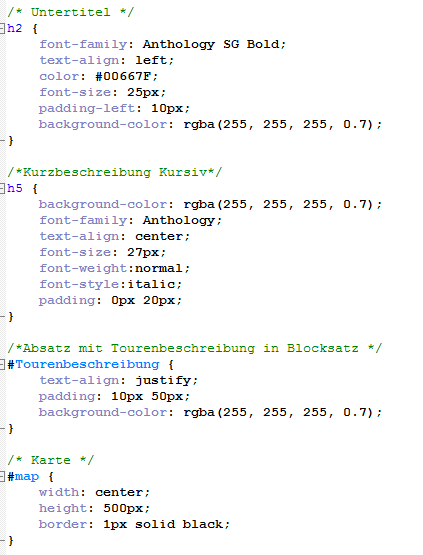 /* Untertitel */
h2 {
    font-family: Anthology SG Bold;
    text-align: left;
    color: #00667F;
    font-size: 25px;
    padding-left: 10px;
    background-color: rgba(255, 255, 255, 0.7);
}

/*Kurzbeschreibung Kursiv*/
h5 {
    background-color: rgba(255, 255, 255, 0.7);
    font-family: Anthology;
    text-align: center;
    font-size: 27px;
    font-weight:normal;
    font-style:italic;
    padding: 0px 20px;
}

/*Absatz mit Tourenbeschreibung in Blocksatz */
#Tourenbeschreibung {
    text-align: justify;
    padding: 10px 50px;
    background-color: rgba(255, 255, 255, 0.7);
}

/* Karte */
#map {
    width: center;
    height: 500px;
    border: 1px solid black;
}